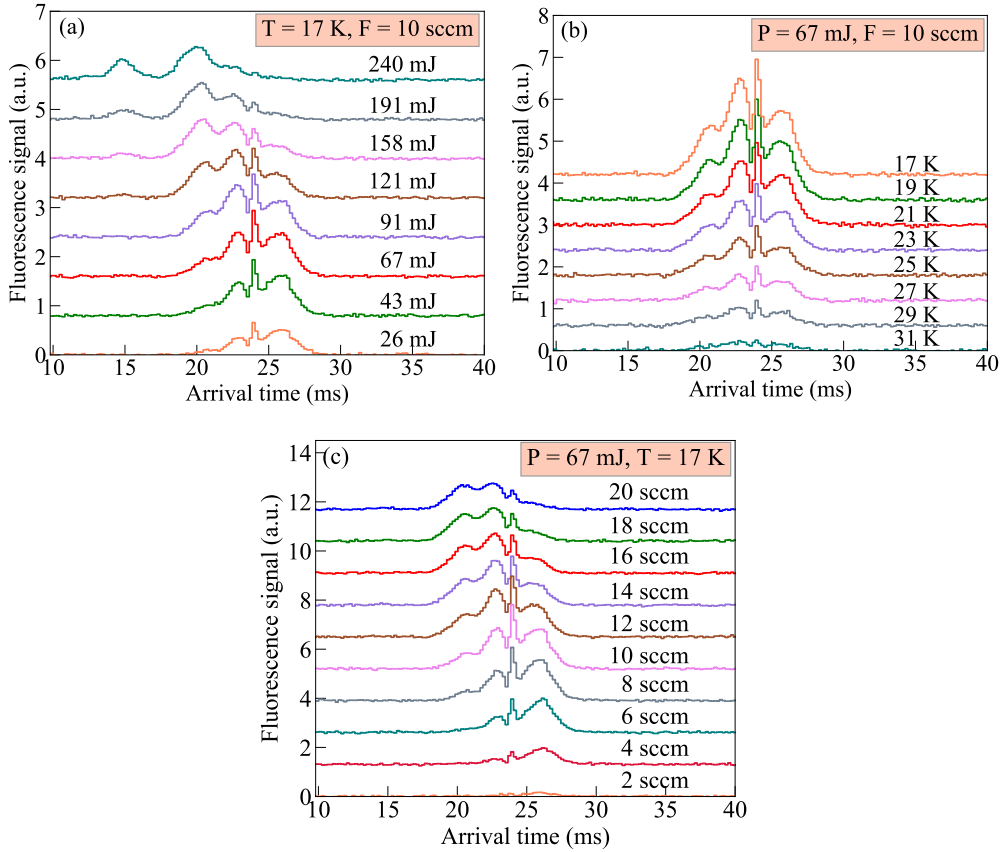 (a)
T = 17 K, F = 10 sccm
Fluorescence signal (a.u.)
7
6
5
4
3
2
1
0
240 mJ
191 mJ
158 mJ
121 mJ
91 mJ
67 mJ
43 mJ
26 mJ
10 15 20 25 30 35 40
Arrival time (ms)
(b)
P = 67 mJ, F = 10 sccm
Fluorescence signal (a.u.)
8
7
6
5
4
3
2
1
0
17 K
19 K
21 K
23 K
25 K
27 K
29 K
31 K
10 15 20 25 30 35 40
Arrival time (ms)
(c)
P = 67 mJ, T = 17 K
Fluorescence signal (a.u.)
14
12
10
8
6
4
2
0
20 sccm
18 sccm
16 sccm
14 sccm
12 sccm
10 sccm
8 sccm
6 sccm
4 sccm
2 sccm
10 15 20 25 30 35 40
Arrival time (ms)